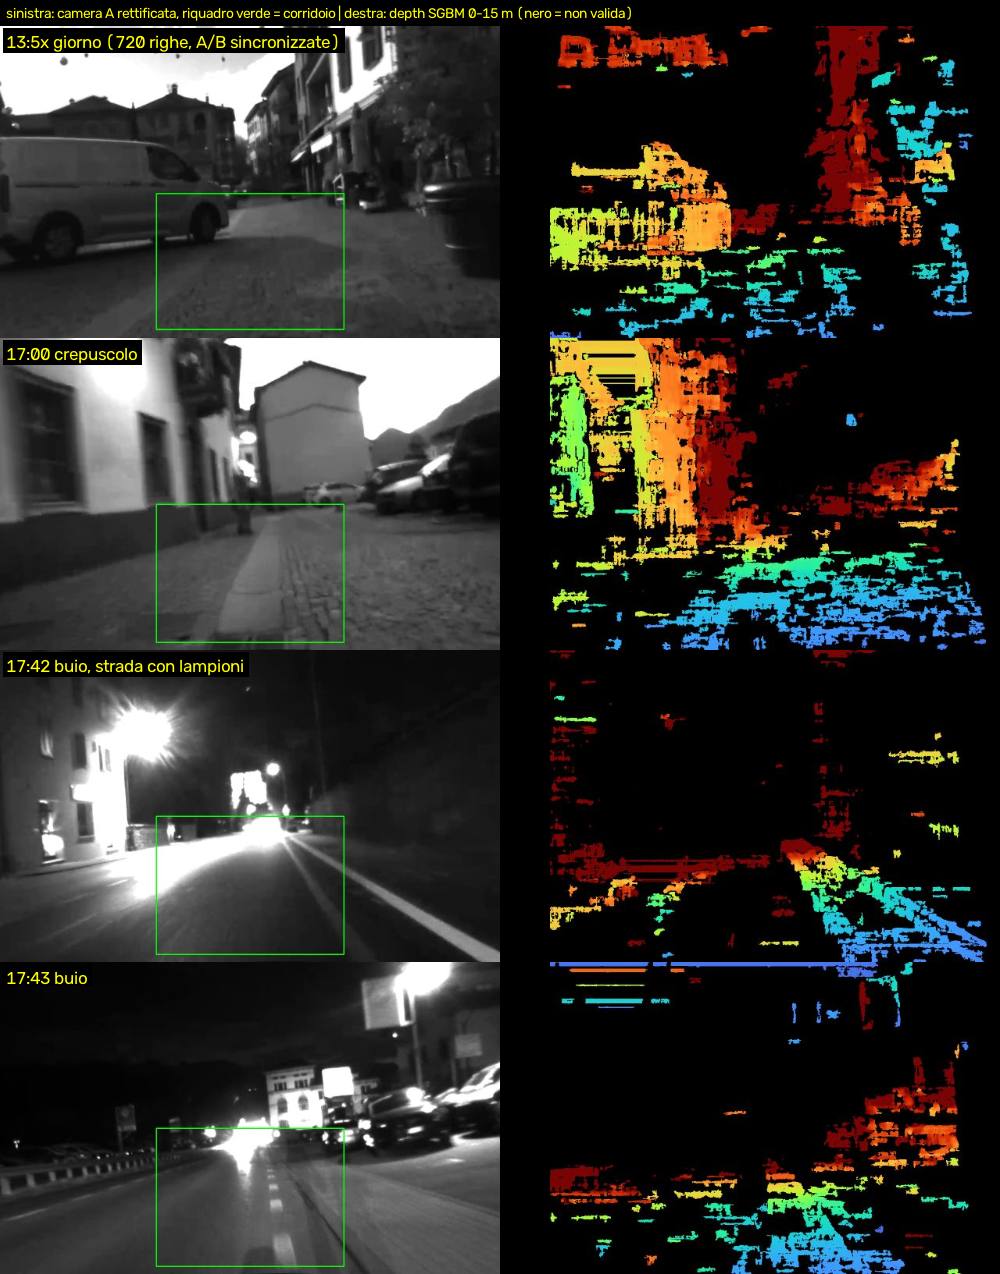 sinistra: camera A rettificata, riquadro verde = corridoio | destra: depth SGBM 0-15 m (nero = non valida)
13:5x giorno (720 righe, A/B sincronizzate)
17:00 crepuscolo
17:42 buio, strada con lampioni
17:43 buio